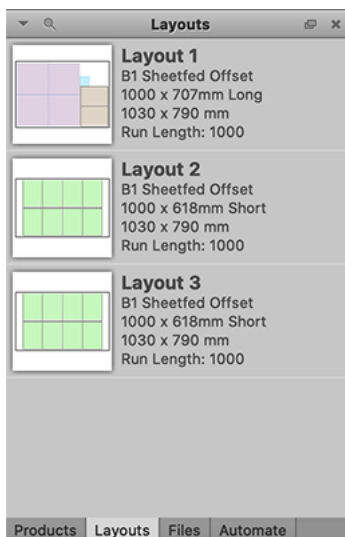 Layouts
Layout 1
B1 Sheetfed Offset
1000 x 707mm Long
1030 x 790 mm
Run Length: 1000
Layout 2
B1 Sheetfed Offset
1000 x 618mm Short
1030 x 790 mm
Run Length: 1000
Layout 3
B1 Sheetfed Offset
1000 x 618mm Short
1030 x 790 mm
Run Length: 1000
Products Layouts Files Automate